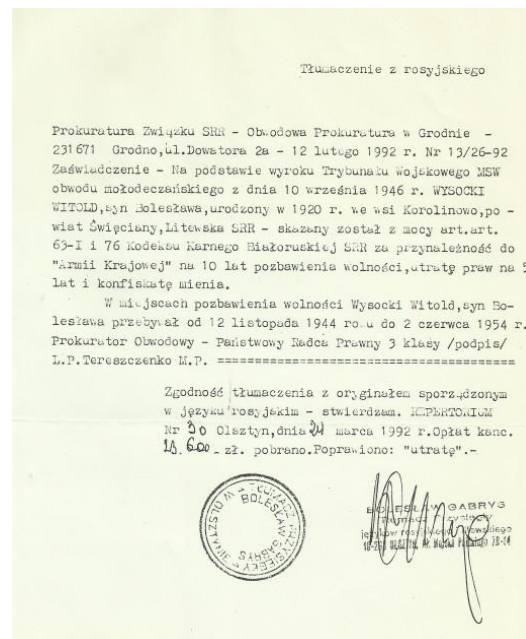 Tłumaczenie z rosyjskiego
Prokuratura Związku SRR - Obwodowa Prokuratura w Grodnie -
231671 Grodno,ul.Dowatora 2a - 12 lutego 1992 r. Nr 13/26-92
Zaświadczenie - Na podstawie wyroku Trybunału Wojskowego MSW
obwodu mołodeczańskiego z dnia 10 września 1946 r. WYSOCKI
WITOLD,syn Bolesława,urodzony w 1920 r. we wsi Korolinowo,po -
wiat Święciany,Litewska SRR - skazany został z mocy art.art.
63-I i 76 Kodeksu Karnego Białoruskiej SRR za przynależność do
"Armii Krajowej" na 10 lat pozbawienia wolności,utratę praw na 5
lat i konfiskatę mienia.
W miejscach pozbawienia wolności Wysocki Witold,syn Bo-
lesława przebywał od 12 listopada 1944 roku do 2 czerwca 1954 r.
Prokurator Obwodowy - Państwowy Radca Prawny 3 klasy /podpis/
L.P.Tereszczenko M.P. =====================================
Zgodność tłumaczenia z oryginałem sporządzonym
w języku rosyjskim - stwierdzam. REPERTORIUM
Nr 30 Olsztyn,dnia 24 marca 1992 r.Opłat kanc.
600.- zł. pobrano.Poprawiono: "utratę".-
TŁUMACZ PRZYSIĘGŁY W OLSZTYNIE
BOLESŁAW GABRYS
BOLESŁAW GABRYS